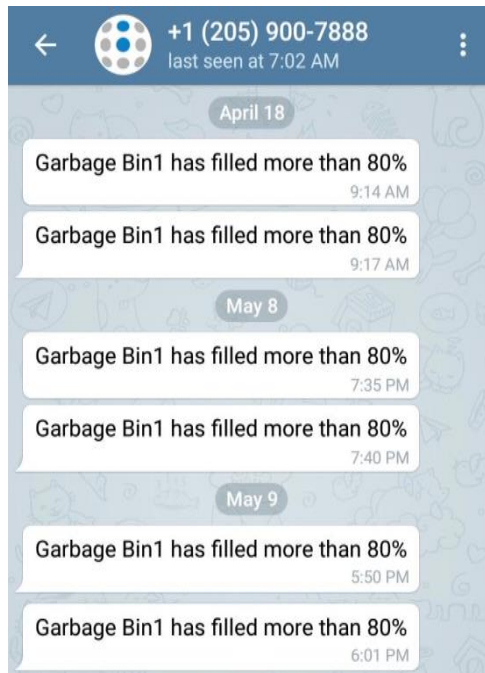 +1 (205) 900-7888
last seen at 7:02 AM
April 18
Garbage Bin1 has filled more than 80%
9:14 AM
Garbage Bin1 has filled more than 80%
9:17 AM
May 8
Garbage Bin1 has filled more than 80%
7:35 PM
Garbage Bin1 has filled more than 80%
7:40 PM
May 9
Garbage Bin1 has filled more than 80%
5:50 PM
Garbage Bin1 has filled more than 80%
6:01 PM